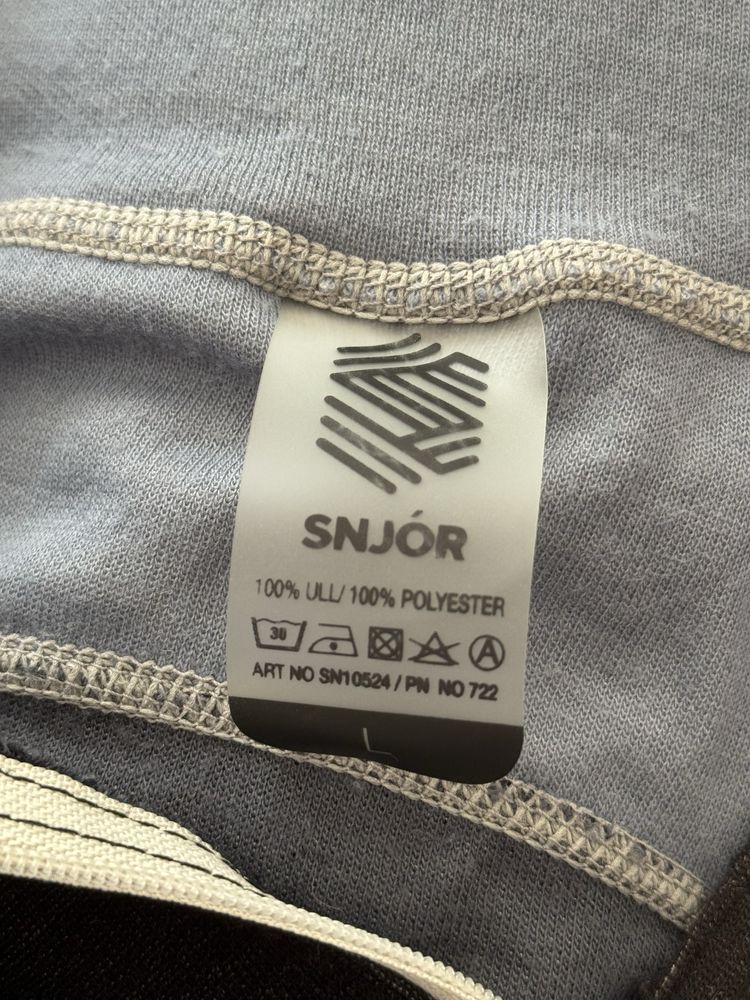 SNJÓR
100% ULL/ 100% POLYESTER
30 A
ART NO SN10524 / PN NO 722
L